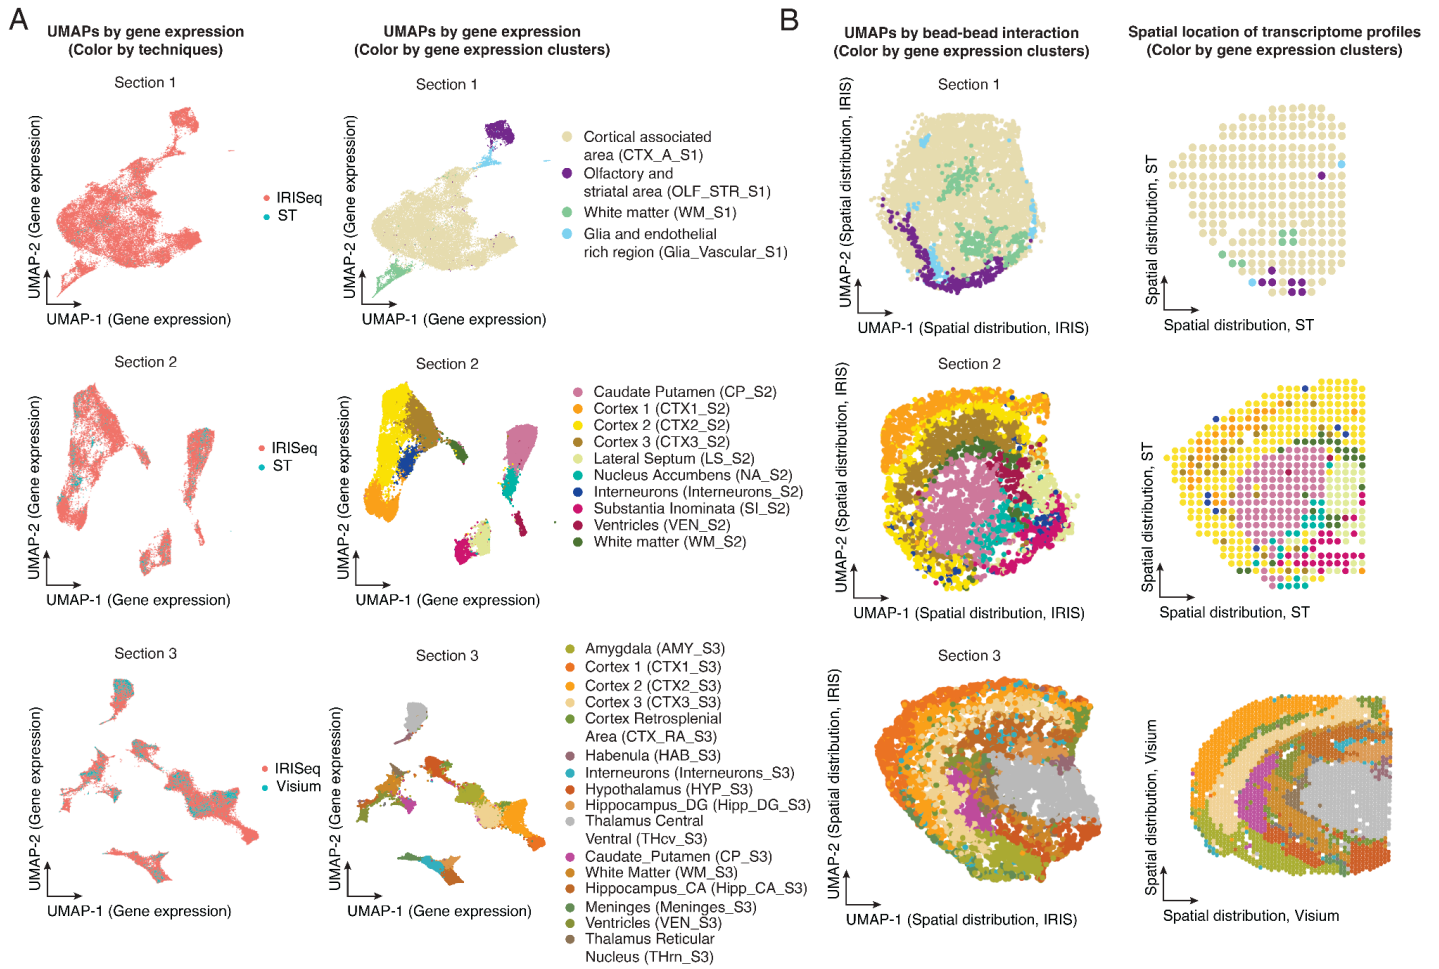 A
UMAPs by gene expression
(Color by techniques)
UMAPs by gene expression
(Color by gene expression clusters)
B
UMAPs by bead-bead interaction
(Color by gene expression clusters)
Spatial location of transcriptome profiles
(Color by gene expression clusters)
Section 1
UMAP-2 (Gene expression)
UMAP-1 (Gene expression)
IRISeq
ST
Section 1
UMAP-2 (Gene expression)
UMAP-1 (Gene expression)
Cortical associated
area (CTX_A_S1)
Olfactory and
striatal area (OLF_STR_S1)
White matter (WM_S1)
Glia and endothelial
rich region (Glia_Vascular_S1)
Section 1
UMAP-2 (Spatial distribution, IRIS)
UMAP-1 (Spatial distribution, IRIS)
Spatial distribution, ST
Spatial distribution, ST
Section 2
UMAP-2 (Gene expression)
UMAP-1 (Gene expression)
IRISeq
ST
Section 2
UMAP-2 (Gene expression)
UMAP-1 (Gene expression)
Caudate Putamen (CP_S2)
Cortex 1 (CTX1_S2)
Cortex 2 (CTX2_S2)
Cortex 3 (CTX3_S2)
Lateral Septum (LS_S2)
Nucleus Accumbens (NA_S2)
Interneurons (Interneurons_S2)
Substantia Inominata (SI_S2)
Ventricles (VEN_S2)
White matter (WM_S2)
Section 2
UMAP-2 (Spatial distribution, IRIS)
UMAP-1 (Spatial distribution, IRIS)
Spatial distribution, ST
Spatial distribution, ST
Section 3
UMAP-2 (Gene expression)
UMAP-1 (Gene expression)
IRISeq
Visium
Section 3
UMAP-2 (Gene expression)
UMAP-1 (Gene expression)
Amygdala (AMY_S3)
Cortex 1 (CTX1_S3)
Cortex 2 (CTX2_S3)
Cortex 3 (CTX3_S3)
Cortex Retrosplenial
Area (CTX_RA_S3)
Habenula (HAB_S3)
Interneurons (Interneurons_S3)
Hypothalamus (HYP_S3)
Hippocampus_DG (Hipp_DG_S3)
Thalamus Central
Ventral (THcv_S3)
Caudate_Putamen (CP_S3)
White Matter (WM_S3)
Hippocampus_CA (Hipp_CA_S3)
Meninges (Meninges_S3)
Ventricles (VEN_S3)
Thalamus Reticular
Nucleus (THrn_S3)
Section 3
UMAP-2 (Spatial distribution, IRIS)
UMAP-1 (Spatial distribution, IRIS)
Spatial distribution, Visium
Spatial distribution, Visium